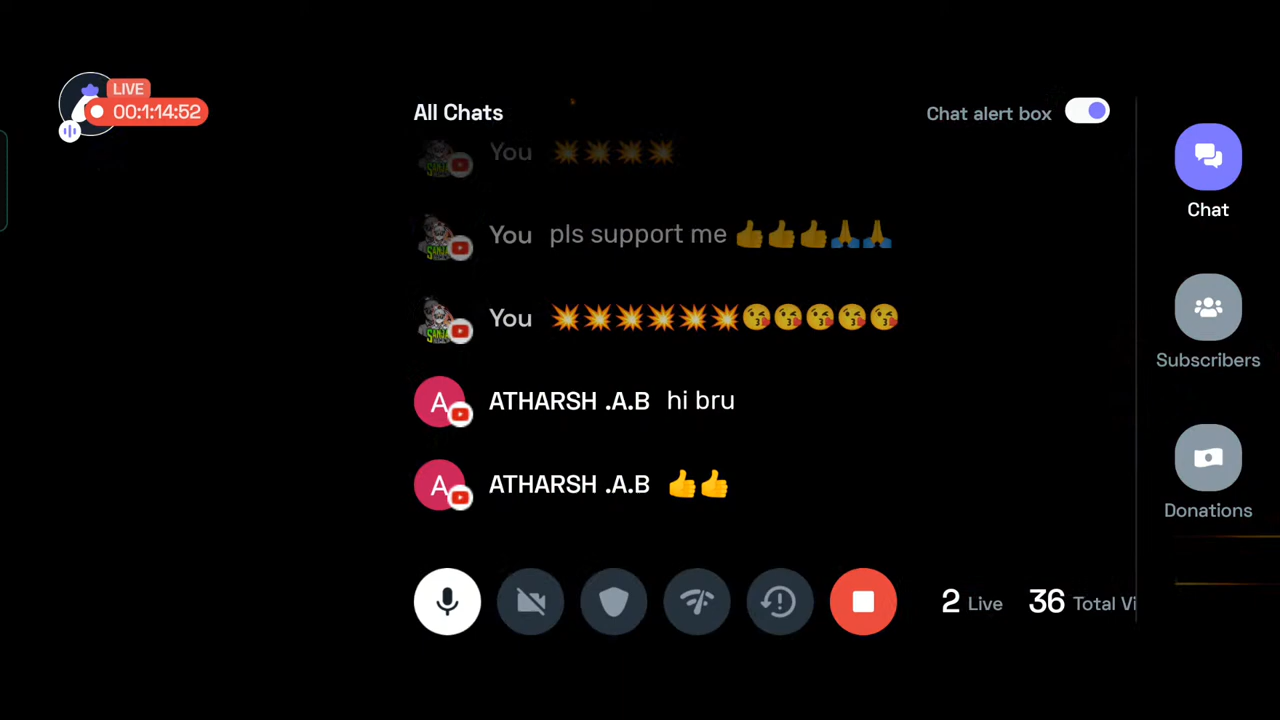 LIVE
00:1:14:52
All Chats
Chat alert box
You 💥💥💥💥
You pls support me 👍👍👍🙏🙏
You 💥💥💥💥💥💥😘😘😘😘😘
ATHARSH .A.B hi bru
ATHARSH .A.B 👍👍
Chat
Subscribers
Donations
2 Live 36 Total Vi